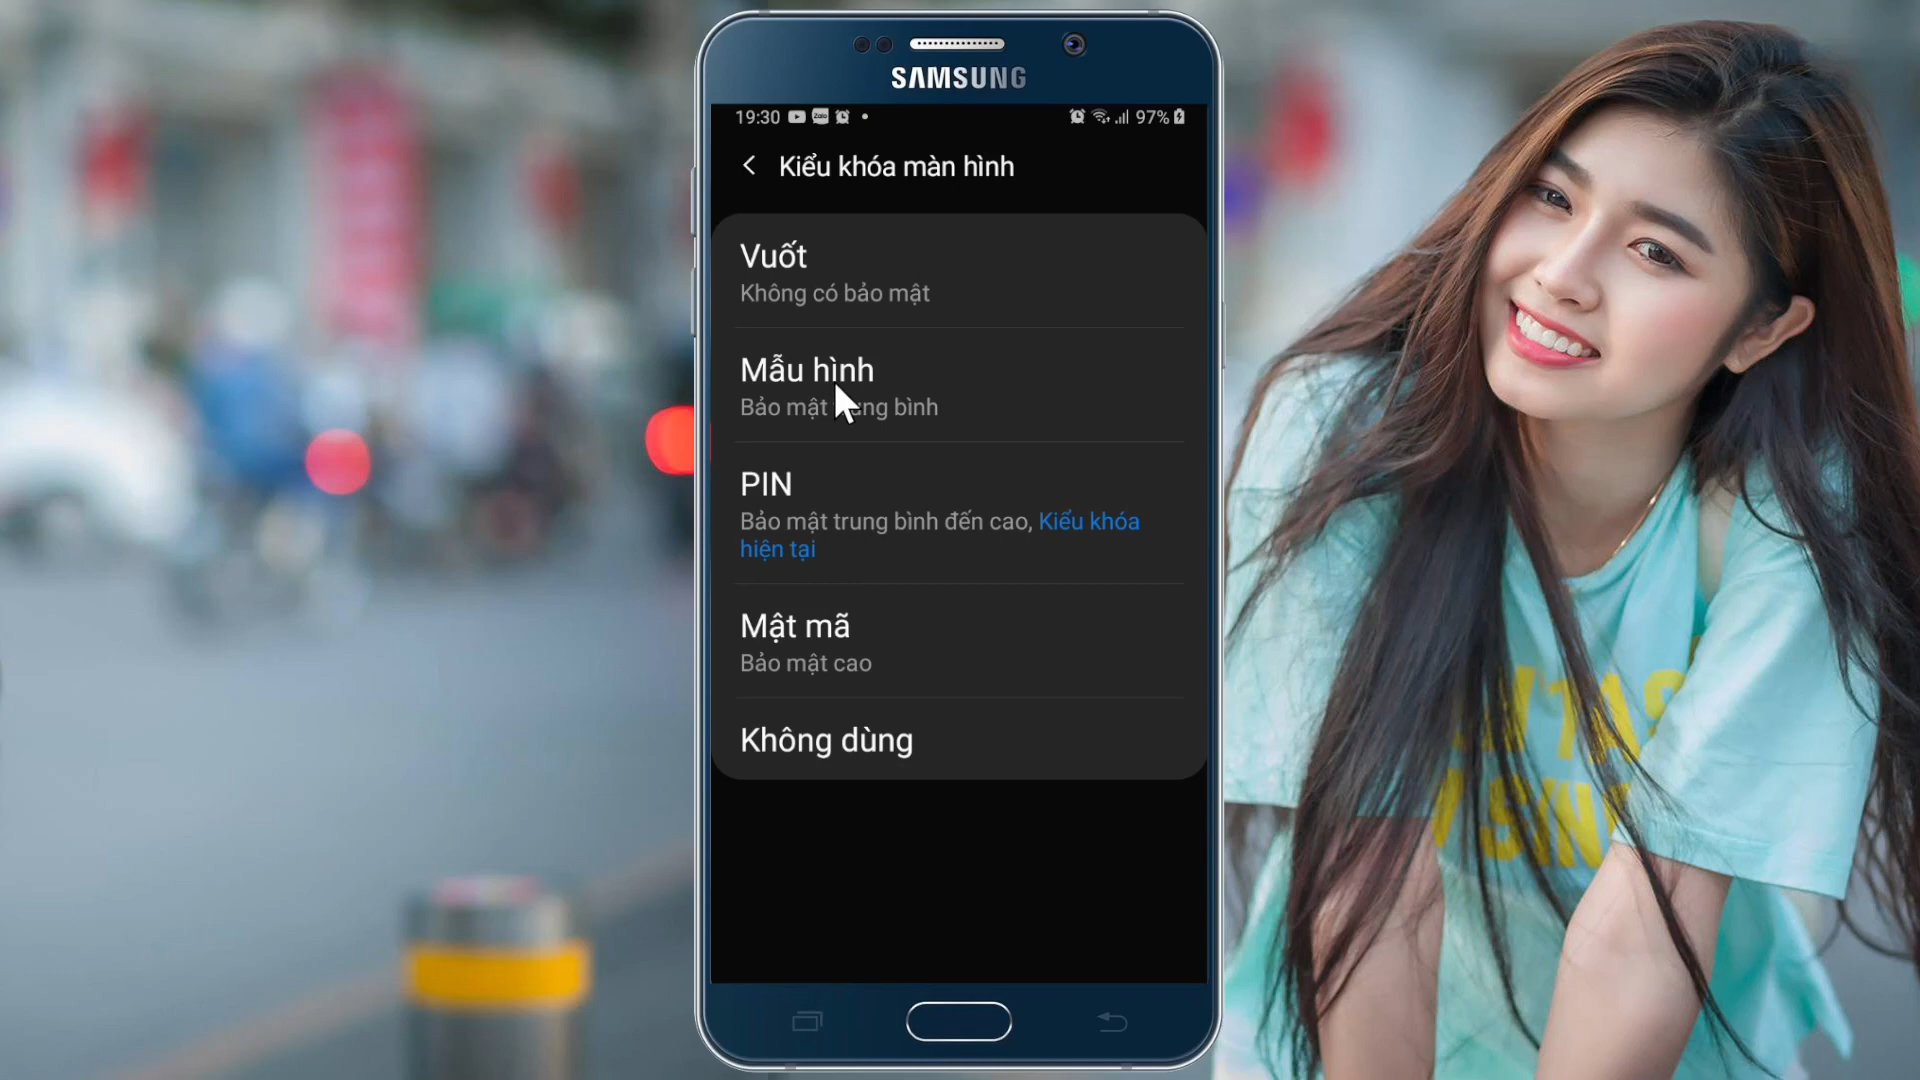 SAMSUNG
19:30
97%
Kiểu khóa màn hình
Vuốt
Không có bảo mật
Mẫu hình
Bảo mật bình
PIN
Bảo mật trung bình đến cao, Kiểu khóa
hiện tại
Mật mã
Bảo mật cao
Không dùng